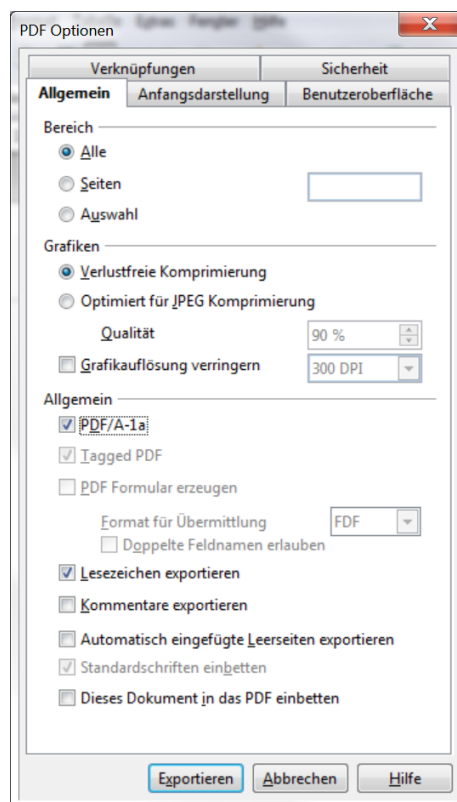 Extras Fenster Hilfe
PDF Optionen
Verknüpfungen Sicherheit
Allgemein Anfangsdarstellung Benutzeroberfläche
Bereich
Alle
Seiten
Auswahl
Grafiken
Verlustfreie Komprimierung
Optimiert für JPEG Komprimierung
Qualität 90 %
Grafikauflösung verringern 300 DPI
Allgemein
PDF/A-1a
Tagged PDF
PDF Formular erzeugen
Format für Übermittlung FDF
Doppelte Feldnamen erlauben
Lesezeichen exportieren
Kommentare exportieren
Automatisch eingefügte Leerseiten exportieren
Standardschriften einbetten
Dieses Dokument in das PDF einbetten
Exportieren Abbrechen Hilfe